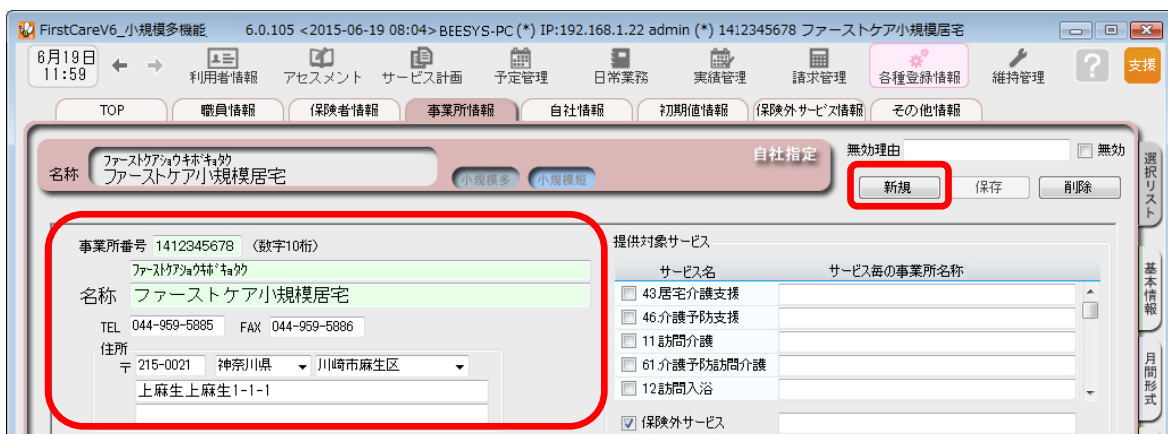 FirstCareV6_小規模多機能 6.0.105 <2015-06-19 08:04> BEESYS-PC (*) IP:192.168.1.22 admin (*) 1412345678 ファーストケア小規模居宅
6月19日
11:59
利用者情報 アセスメント サービス計画 予定管理 日常業務 実績管理 請求管理 各種登録情報 維持管理 ? 支援
TOP 職員情報 保険者情報 事業所情報 自社情報 初期値情報 保険外サービス情報 その他情報
名称
ファーストケアショウキボキョタク
ファーストケア小規模居宅
小規模多 小規模短
自社指定
無効理由 無効
新規 保存 削除
選択リスト
基本情報
月間形式
事業所番号 1412345678 (数字10桁)
ファーストケアショウキボキョタク
名称 ファーストケア小規模居宅
TEL 044-959-5885 FAX 044-959-5886
住所
〒 215-0021 神奈川県 川崎市麻生区
上麻生上麻生1-1-1
提供対象サービス
サービス名 サービス毎の事業所名称
43居宅介護支援
46介護予防支援
11訪問介護
61介護予防訪問介護
12訪問入浴
保険外サービス